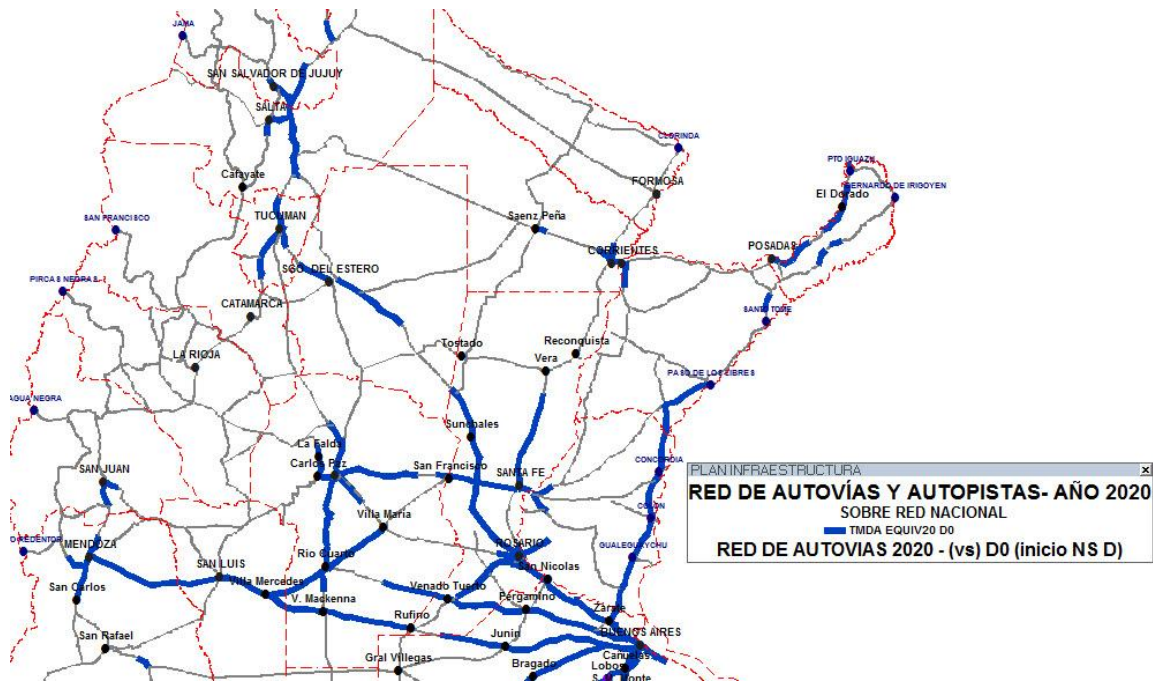 JAMA
SAN SALVADOR DE JUJUY
SALTA
CLORINDA
PTO IGUAZU
Cafayate
FORMOSA
BERNARDO DE IRIGOYEN
El Dorado
SAN FRANCISCO
TUCUMAN
Saenz Peña
CORRIENTES
POSADAS
SGO. DEL ESTERO
PIRCAS NEGRAS
CATAMARCA
SANTO TOME
Tostado
Reconquista
LA RIOJA
Vera
PASO DE LOS LIBRES
AGUA NEGRA
Sunchales
La Falda
Carlos Paz
San Francisco
SANTA FE
CONCORDIA
SAN JUAN
PLAN INFRAESTRUCTURA
RED DE AUTOVÍAS Y AUTOPISTAS- AÑO 2020
SOBRE RED NACIONAL
TMDA EQUIV20 D0
RED DE AUTOVIAS 2020 - (vs) D0 (inicio NS D)
COLON
Villa Maria
O REDENTOR
MENDOZA
ROSARIO
GUALEGUAYCHU
SAN LUIS
Rio Cuarto
San Nicolas
San Carlos
Villa Mercedes
Venado Tuerto
Pergamino
V. Mackenna
Zárate
Rufino
San Rafael
Junin
BUENOS AIRES
Gral Villegas
Bragado
Cañuelas
Lobos